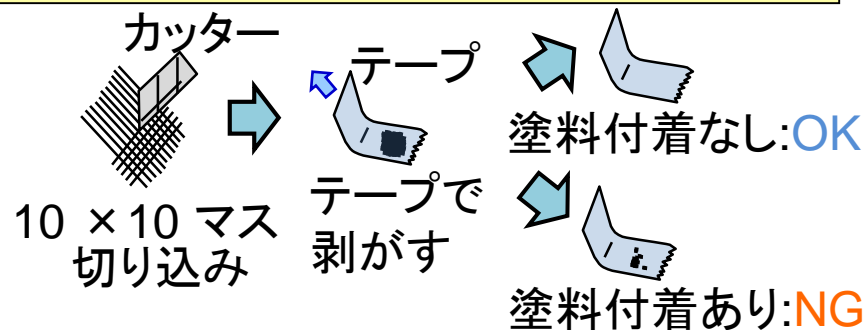 カッター
テープ
10 ×10 マス
切り込み
テープで
剥がす
塗料付着なし:OK
塗料付着あり:NG